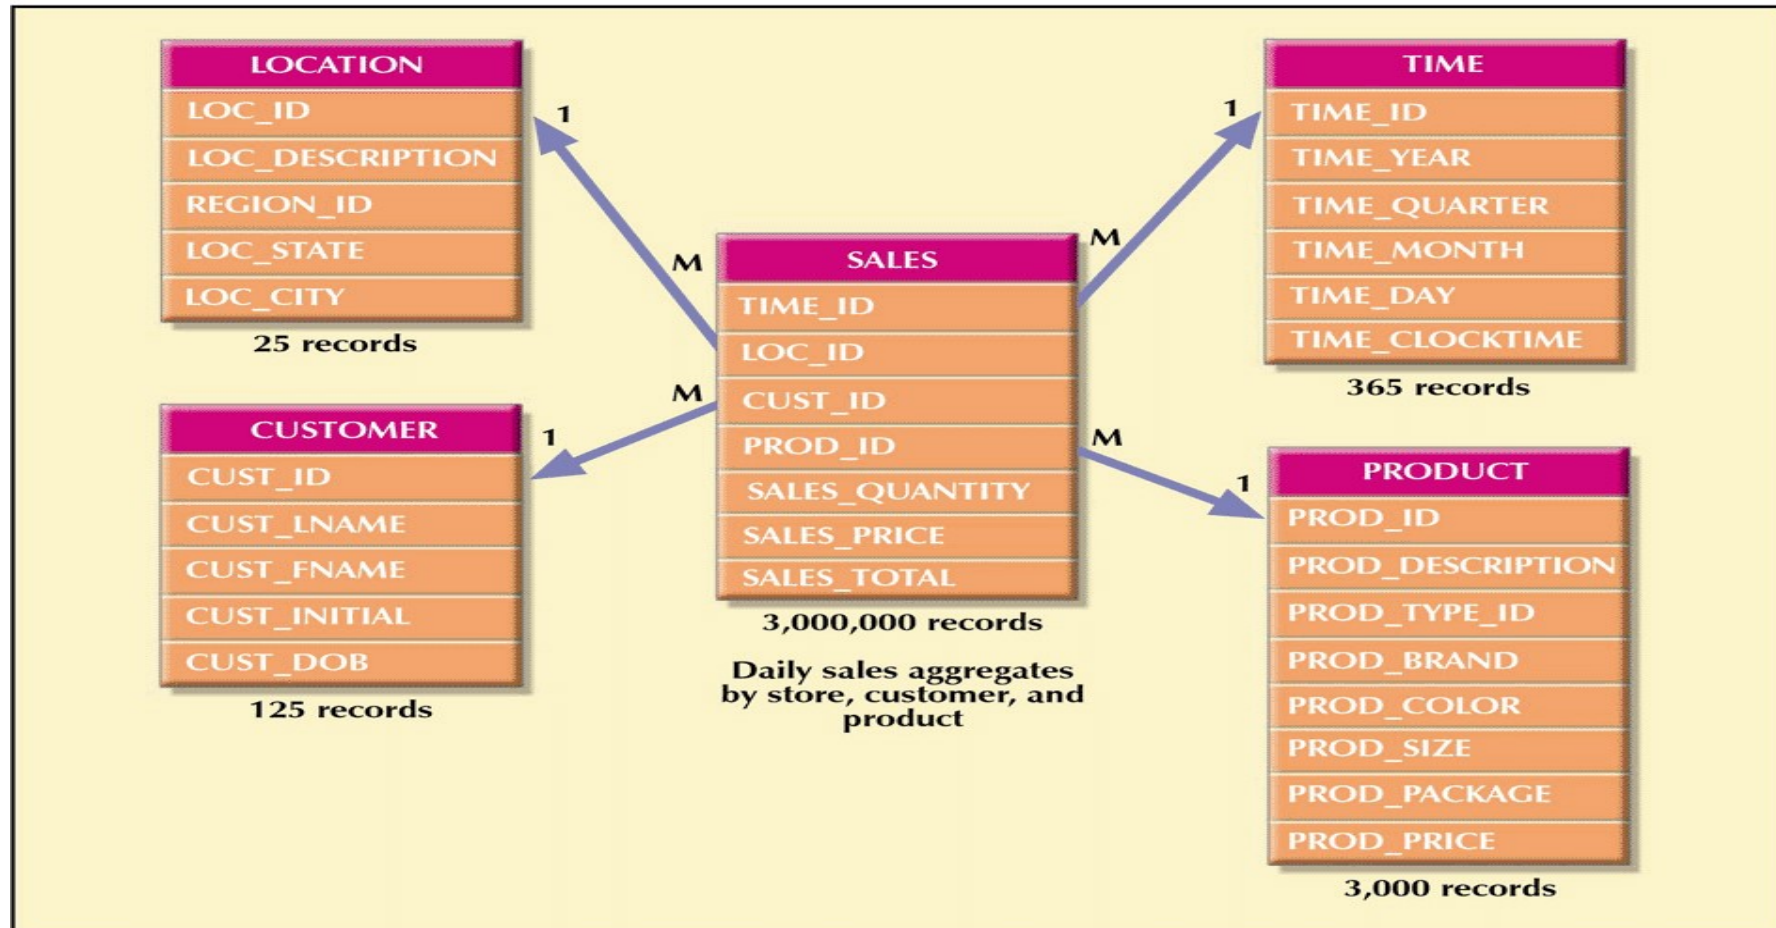 LOCATION
LOC_ID
LOC_DESCRIPTION
REGION_ID
LOC_STATE
LOC_CITY
25 records
1
M
CUSTOMER
CUST_ID
CUST_LNAME
CUST_FNAME
CUST_INITIAL
CUST_DOB
125 records
1
M
SALES
TIME_ID
LOC_ID
CUST_ID
PROD_ID
SALES_QUANTITY
SALES_PRICE
SALES_TOTAL
3,000,000 records
Daily sales aggregates
by store, customer, and
product
M
1
TIME
TIME_ID
TIME_YEAR
TIME_QUARTER
TIME_MONTH
TIME_DAY
TIME_CLOCKTIME
365 records
M
1
PRODUCT
PROD_ID
PROD_DESCRIPTION
PROD_TYPE_ID
PROD_BRAND
PROD_COLOR
PROD_SIZE
PROD_PACKAGE
PROD_PRICE
3,000 records